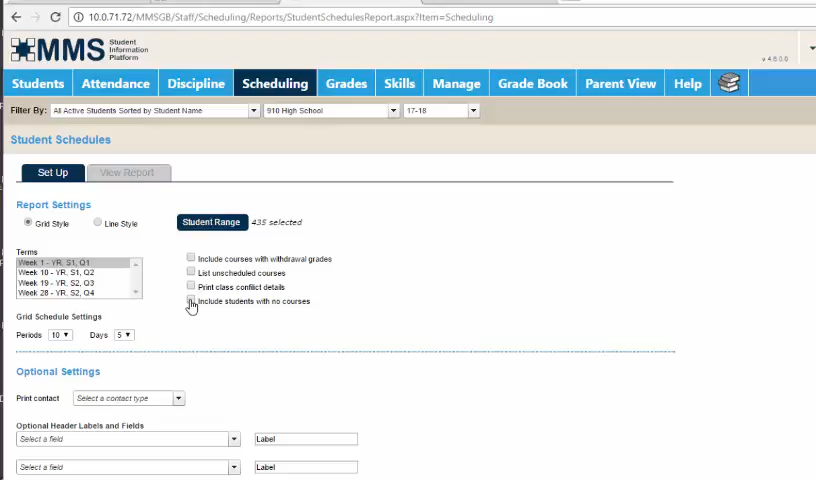 10.0.71.72/MMSGB/Staff/Scheduling/Reports/StudentSchedulesReport.aspx?Item=Scheduling
MMS Student Information Platform
v 4.6.0.0
Students Attendance Discipline Scheduling Grades Skills Manage Grade Book Parent View Help
Filter By: All Active Students Sorted by Student Name 910 High School 17-18
Student Schedules
Set Up View Report
Report Settings
Grid Style Line Style Student Range 435 selected
Terms
Include courses with withdrawal grades
Week 1 - YR, S1, Q1
Week 10 - YR, S1, Q2
List unscheduled courses
Week 19 - YR, S2, Q3
Print class conflict details
Week 28 - YR, S2, Q4
Include students with no courses
Grid Schedule Settings
Periods 10 Days 5
Optional Settings
Print contact Select a contact type
Optional Header Labels and Fields
Select a field Label
Select a field Label